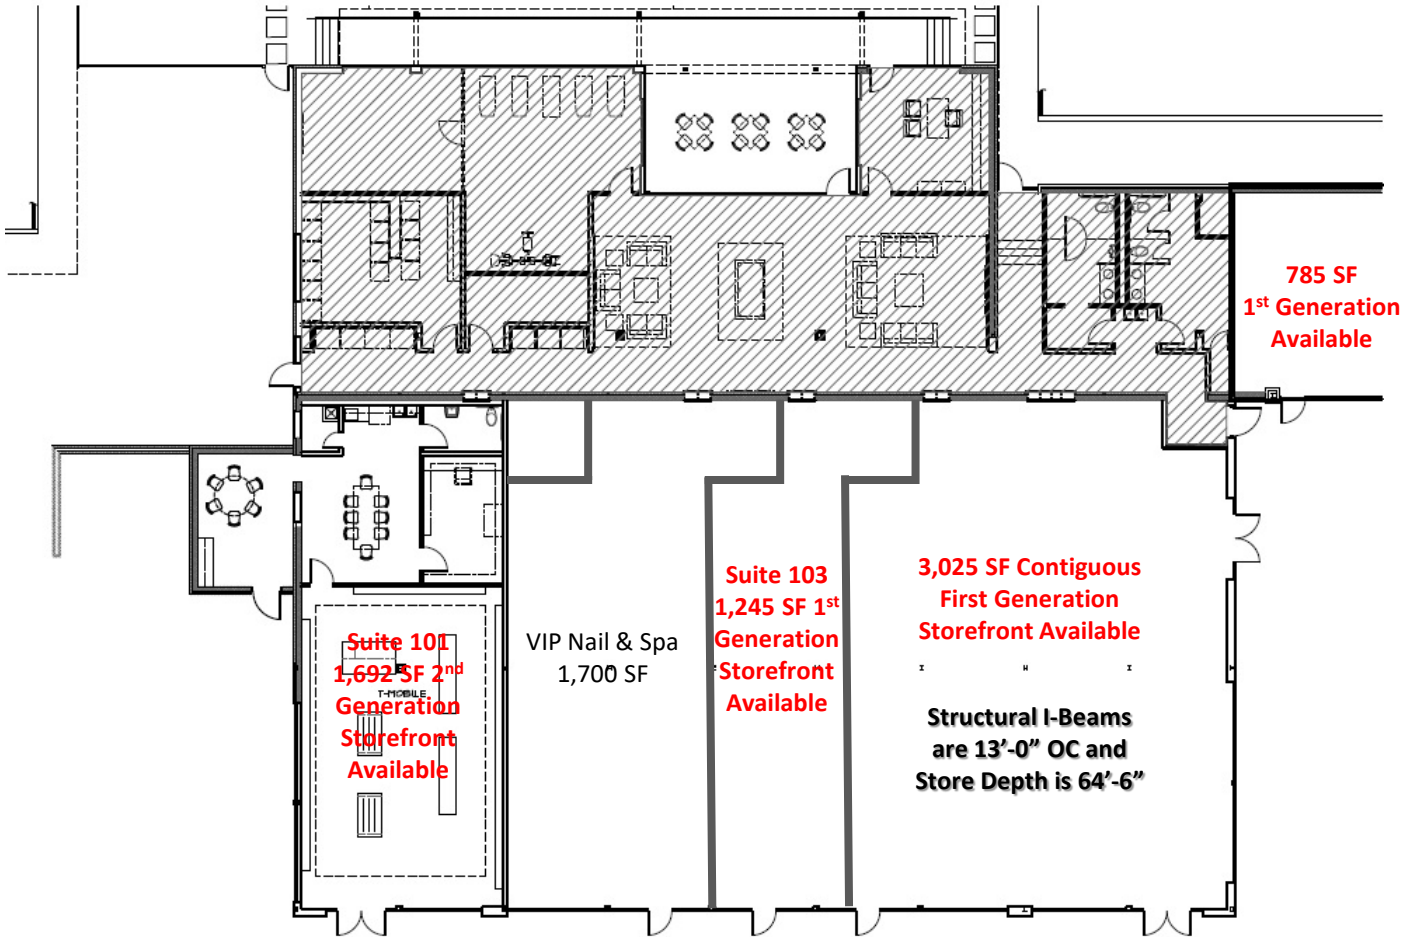 785 SF
1st Generation
Available
Suite 101
1,692 SF 2nd
T-MOBILE
Generation
Storefront
Available
VIP Nail & Spa
1,700 SF
Suite 103
1,245 SF 1st
Generation
Storefront
Available
3,025 SF Contiguous
First Generation
Storefront Available
Structural I-Beams
are 13’-0” OC and
Store Depth is 64’-6”